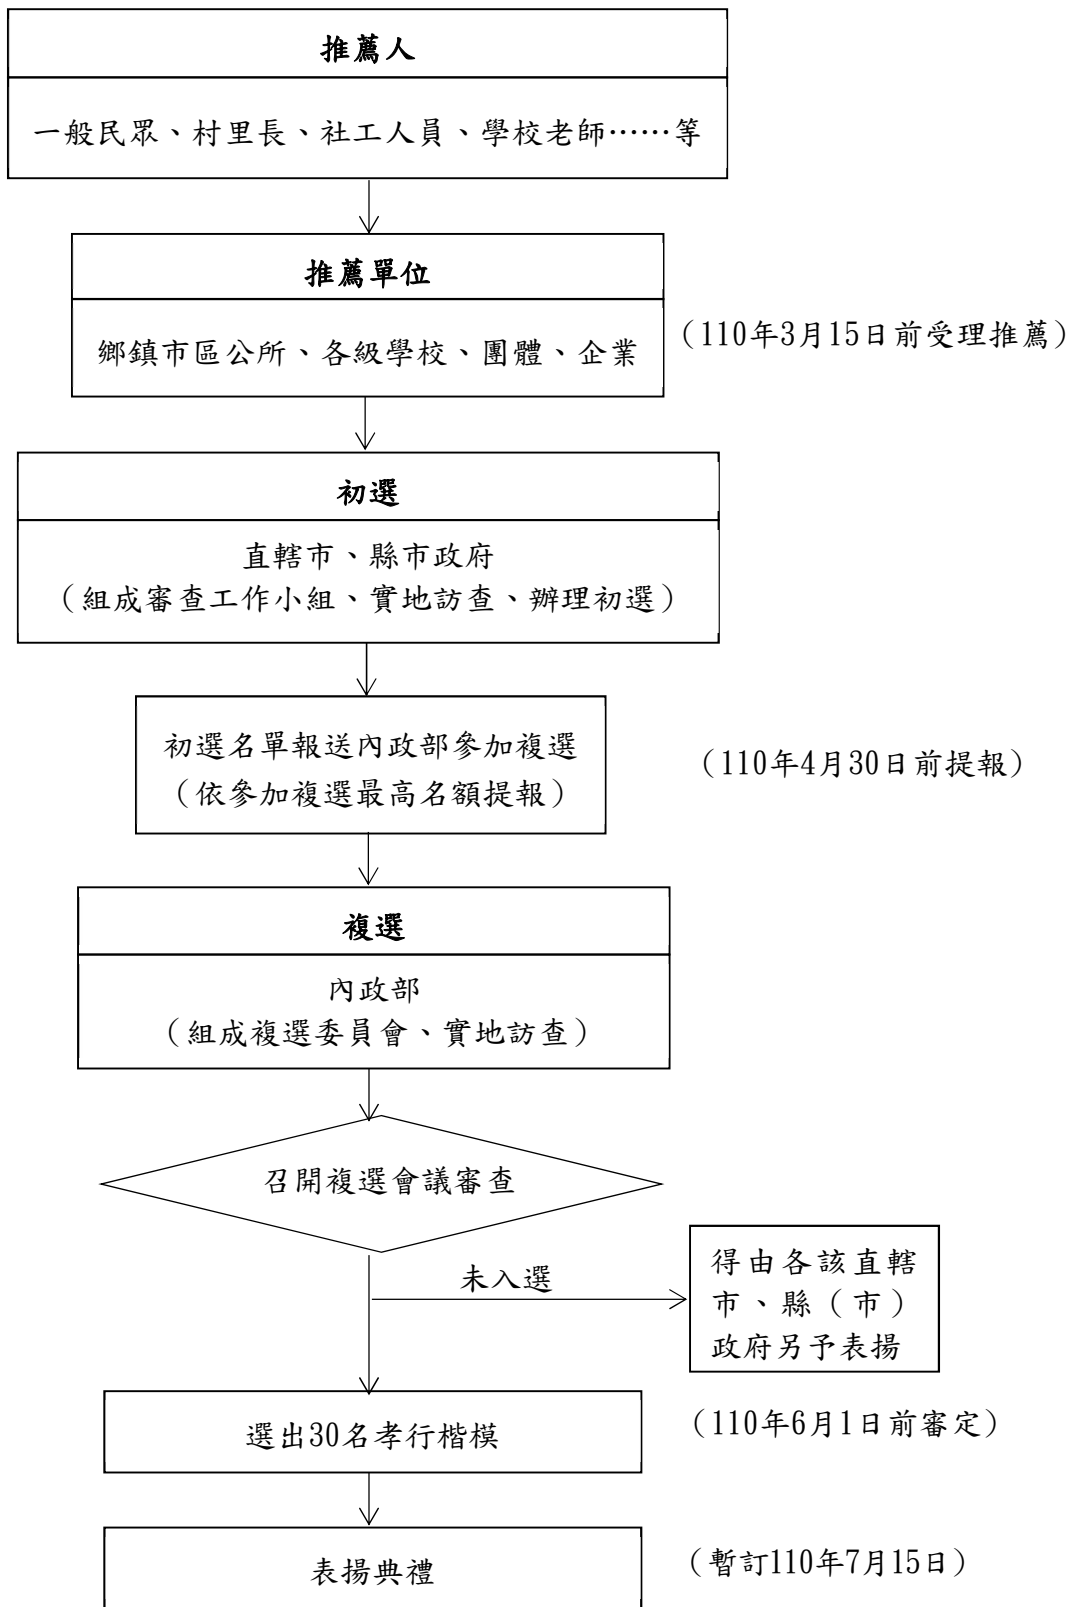 推薦人
一般民眾、村里長、社工人員、學校老師……等
推薦單位
鄉鎮市區公所、各級學校、團體、企業
（110年3月15日前受理推薦）
初選
直轄市、縣市政府
（組成審查工作小組、實地訪查、辦理初選）
初選名單報送內政部參加複選
（依參加複選最高名額提報）
（110年4月30日前提報）
複選
內政部
（組成複選委員會、實地訪查）
召開複選會議審查
未入選
得由各該直轄
市、縣（市）
政府另予表揚
選出30名孝行楷模
（110年6月1日前審定）
表揚典禮
（暫訂110年7月15日）